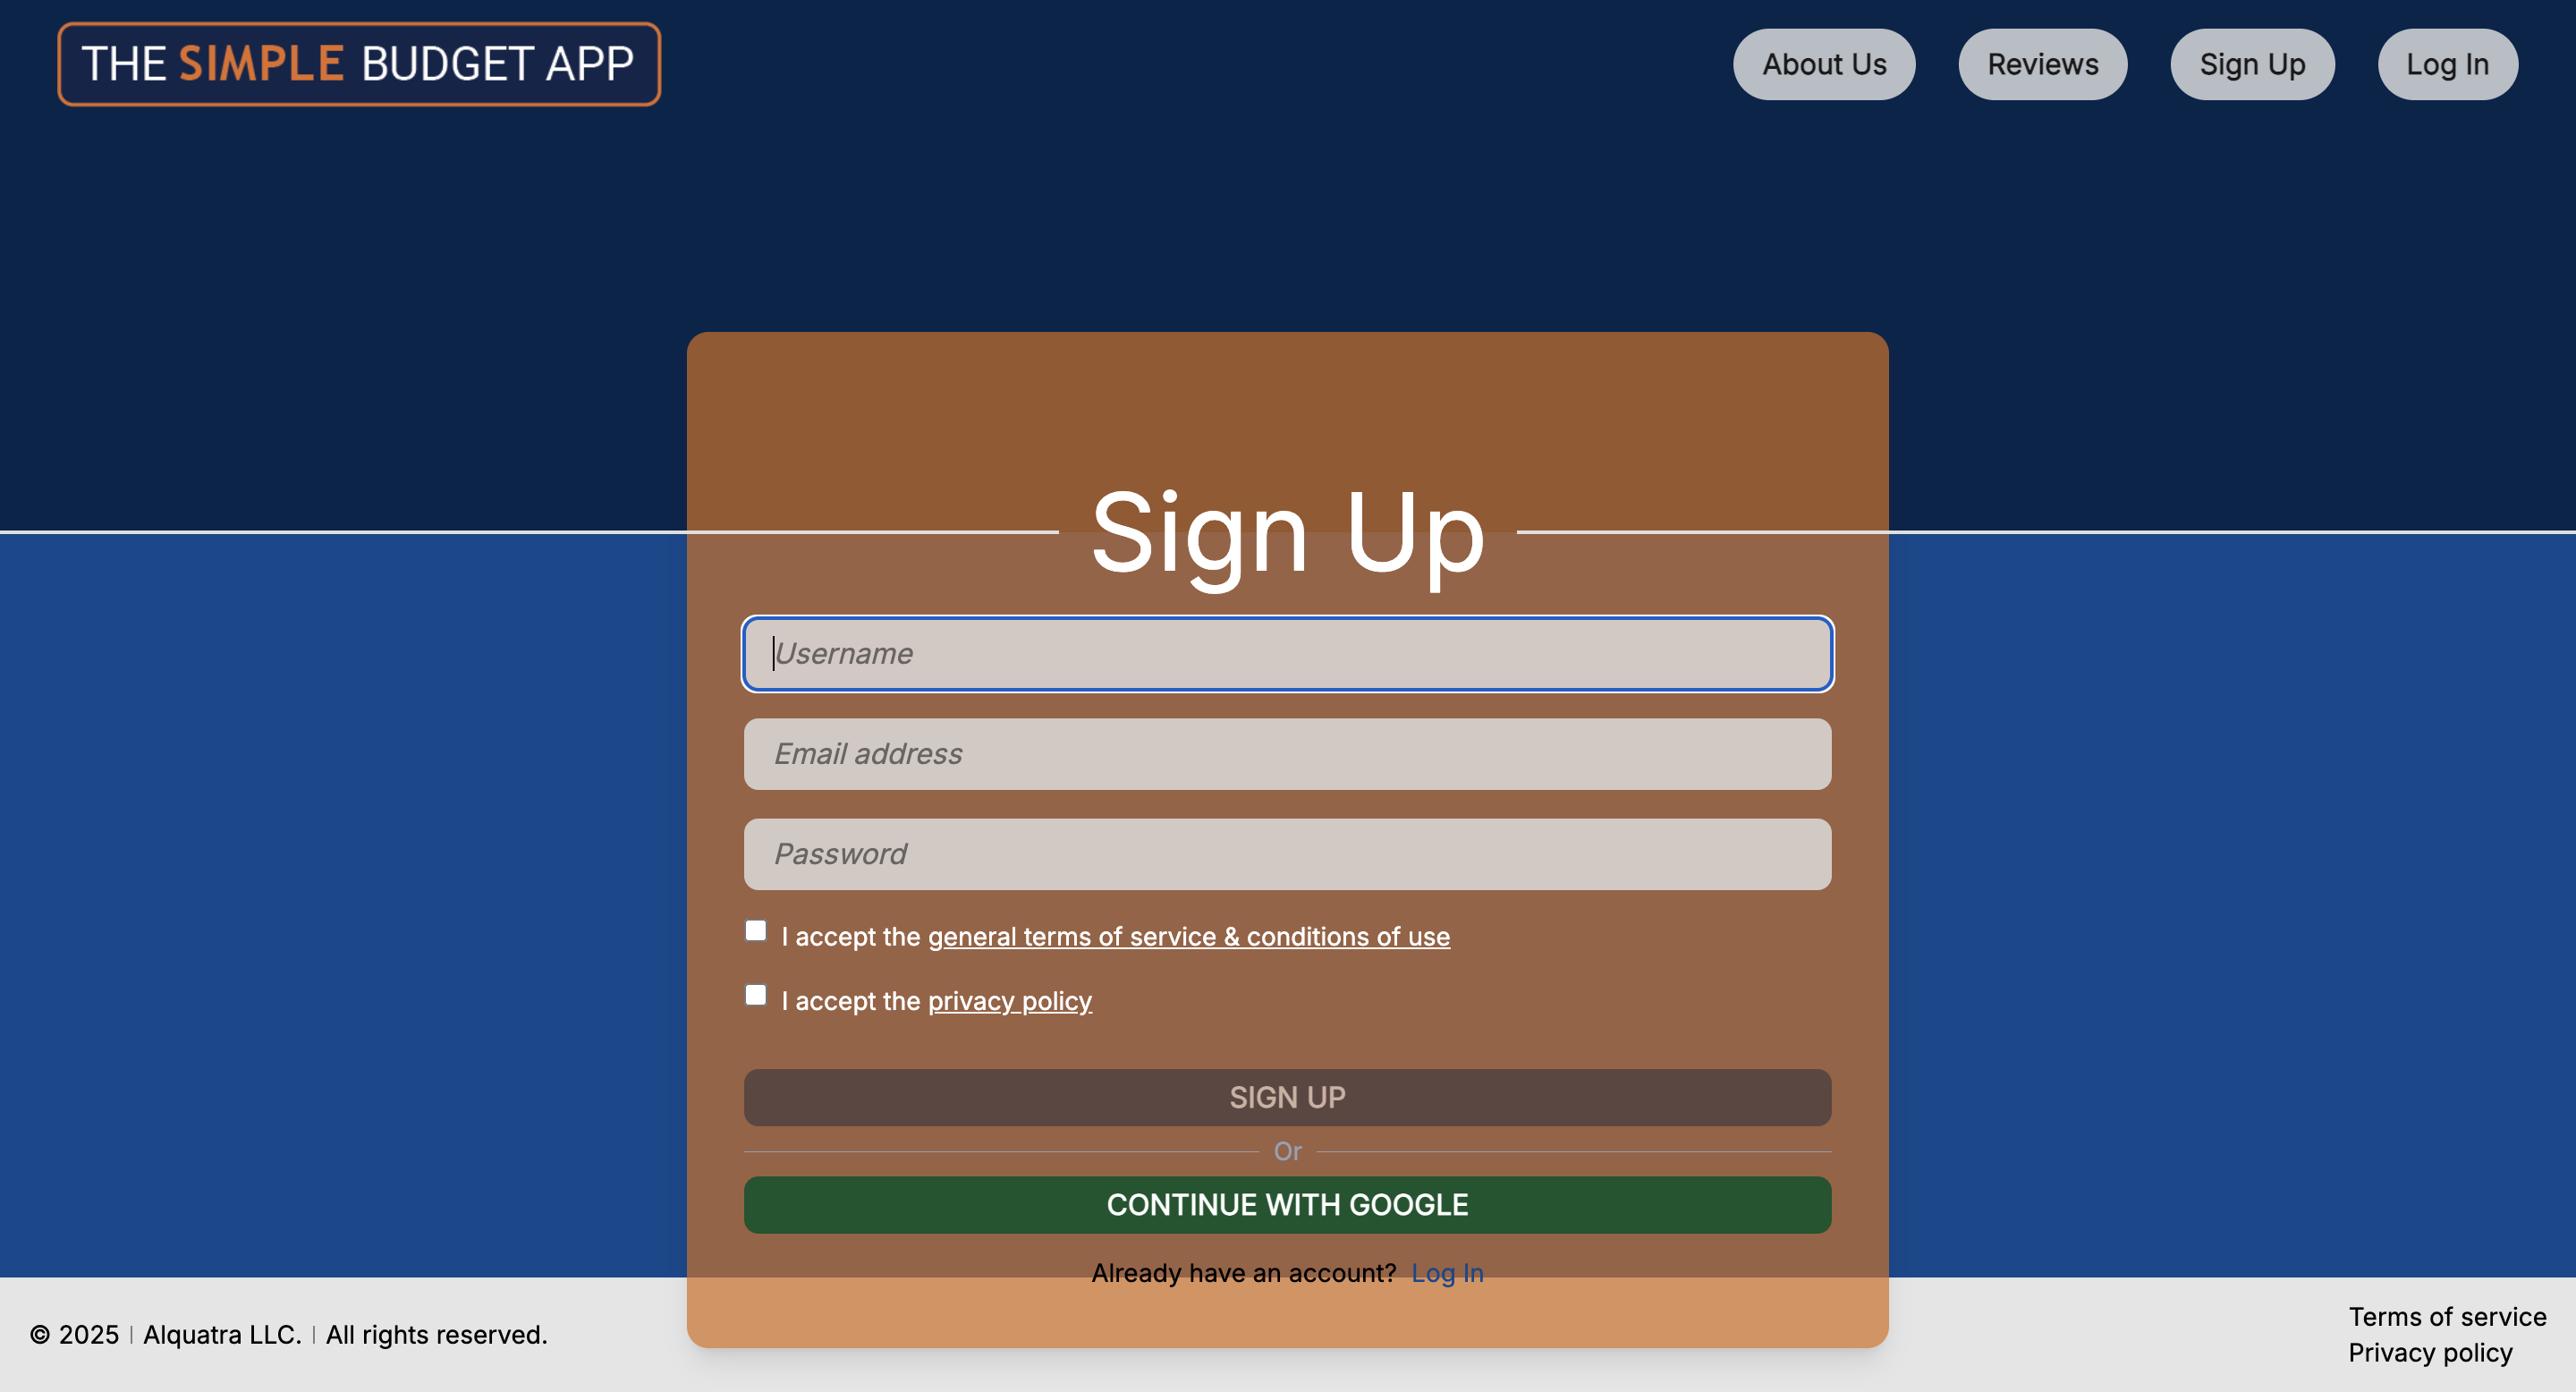 THE SIMPLE BUDGET APP
About Us
Reviews
Sign Up
Log In
Sign Up
Username
Email address
Password
I accept the general terms of service & conditions of use
I accept the privacy policy
SIGN UP
Or
CONTINUE WITH GOOGLE
Already have an account? Log In
© 2025 | Alquatra LLC. | All rights reserved.
Terms of service
Privacy policy